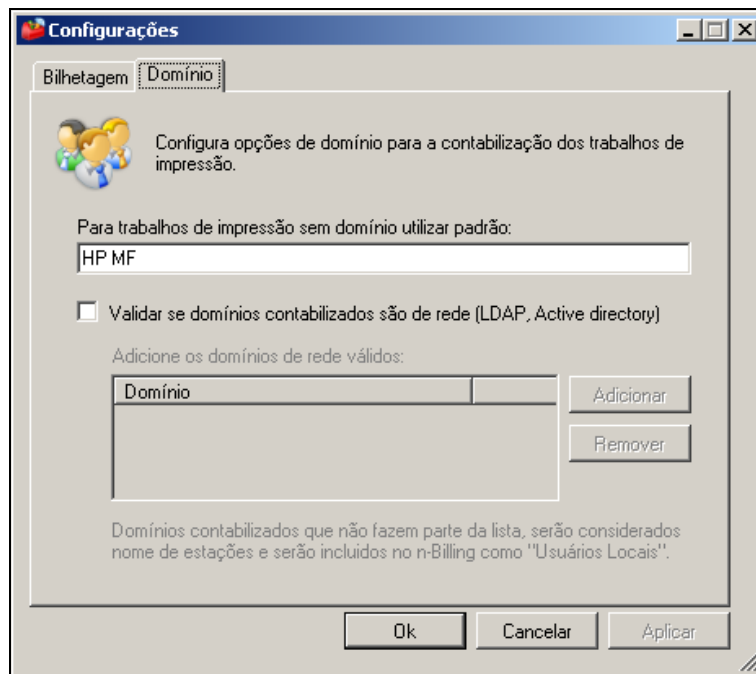 Configurações
Bilhetagem
Domínio
Configura opções de domínio para a contabilização dos trabalhos de
impressão.
Para trabalhos de impressão sem domínio utilizar padrão:
HP MF
Validar se domínios contabilizados são de rede (LDAP, Active directory)
Adicione os domínios de rede válidos:
Domínio
Adicionar
Remover
Domínios contabilizados que não fazem parte da lista, serão considerados
nome de estações e serão incluidos no n-Billing como "Usuários Locais".
Ok
Cancelar
Aplicar